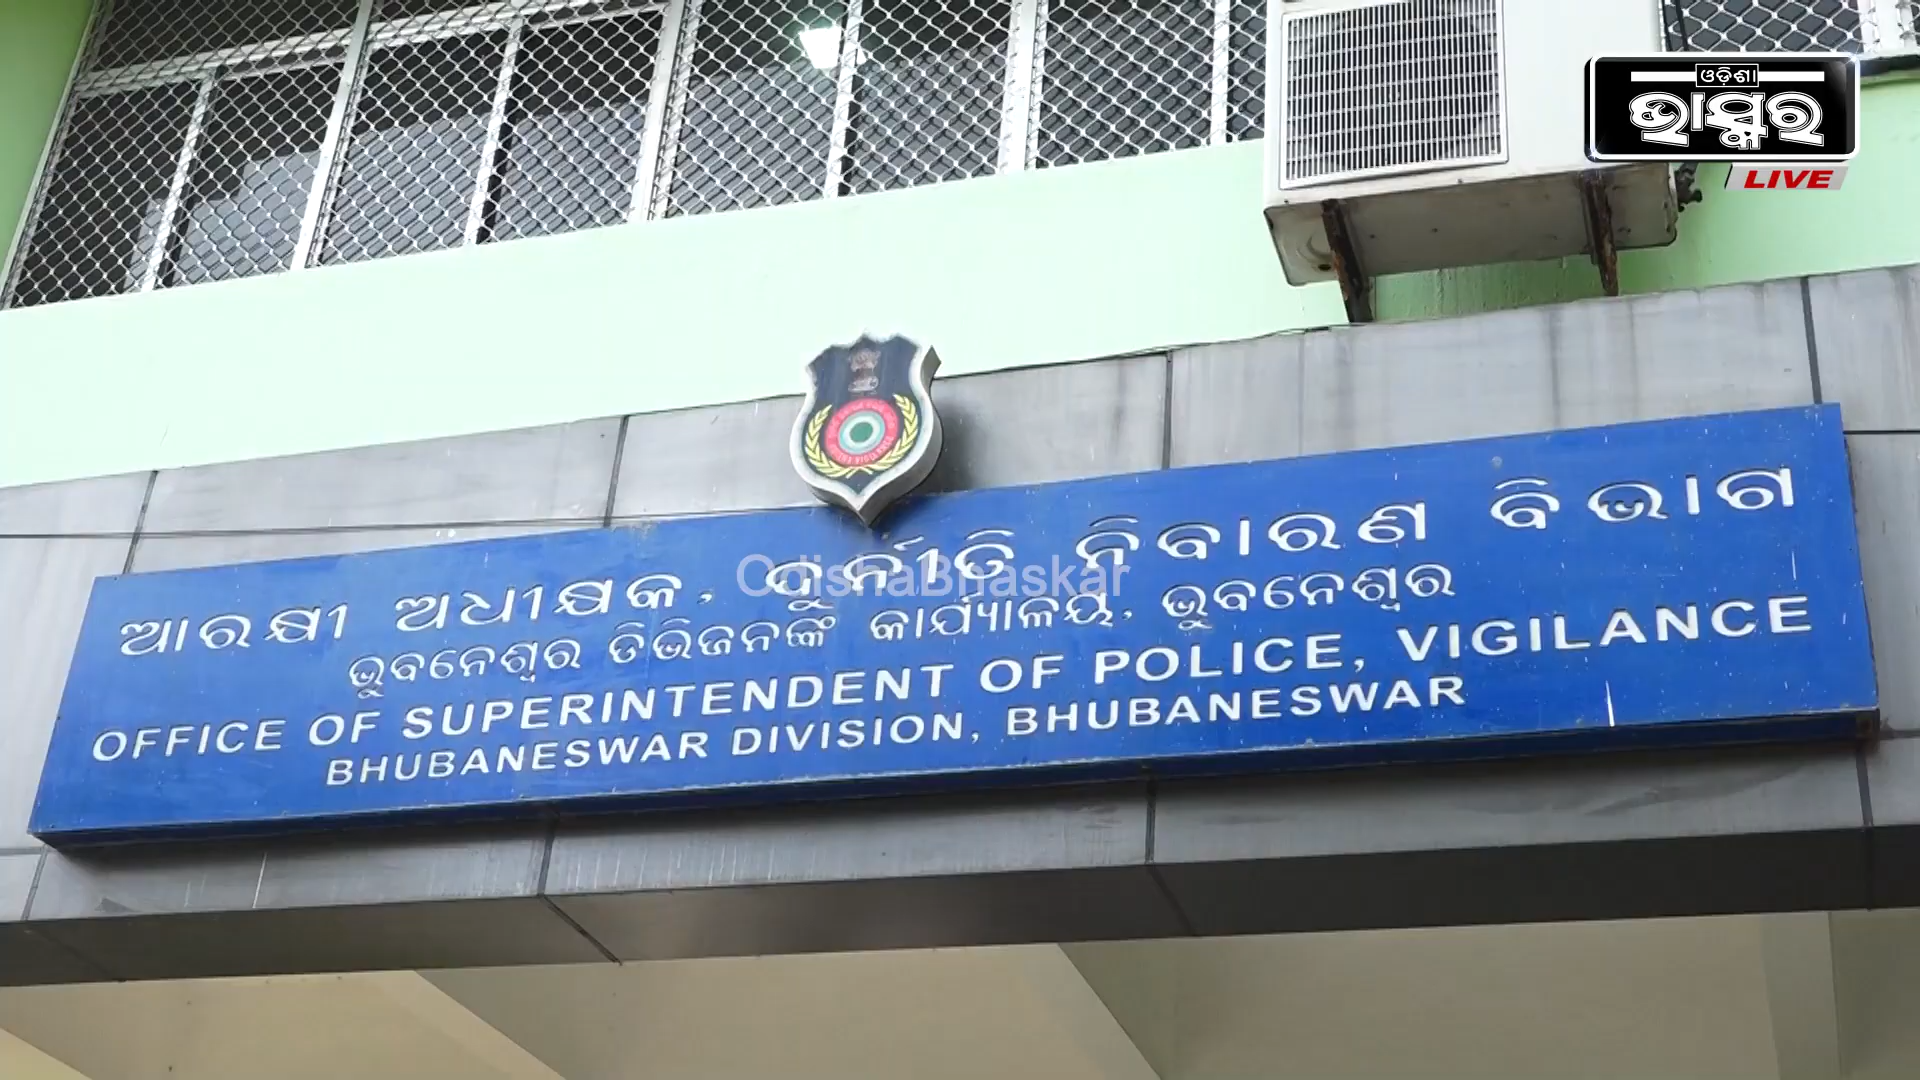 ଓଡ଼ିଶା
ଭାସ୍କର
LIVE
ଆରକ୍ଷୀ ଅଧୀକ୍ଷକ, ଦୁର୍ନୀତି ନିବାରଣ ବିଭାଗ
OdishaBhaskar
ଭୁବନେଶ୍ୱର ଡିଭିଜନଙ୍କ କାର୍ଯ୍ୟାଳୟ, ଭୁବନେଶ୍ୱର
OFFICE OF SUPERINTENDENT OF POLICE, VIGILANCE
BHUBANESWAR DIVISION, BHUBANESWAR